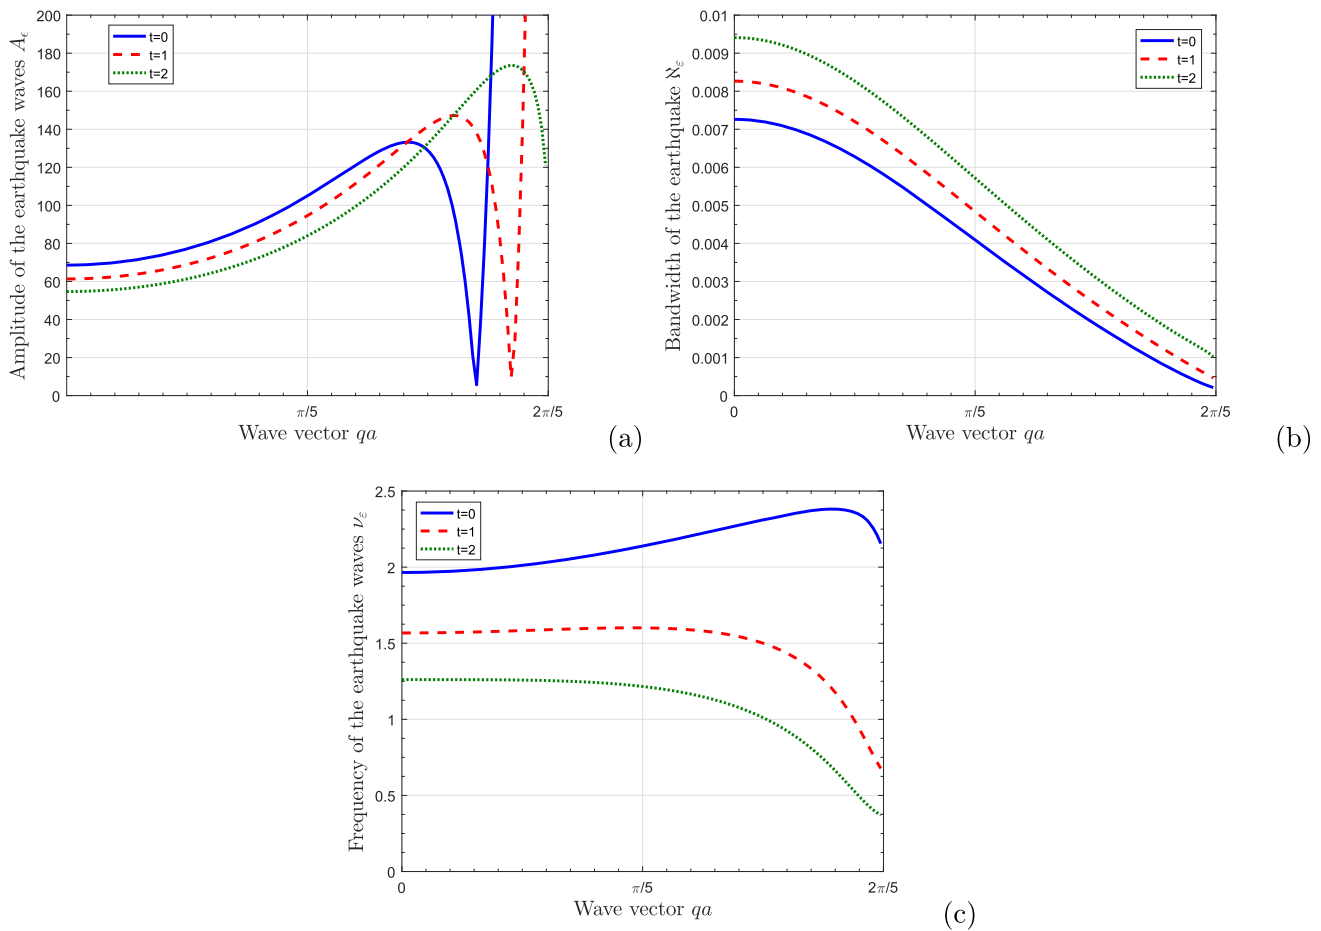 Amplitude of the earthquake waves Aϵ
200
180
160
140
120
100
80
60
40
20
0
t=0
t=1
t=2
π/5
2π/5
Wave vector qa
(a)
Bandwidth of the earthquake ℵε
0.01
0.009
0.008
0.007
0.006
0.005
0.004
0.003
0.002
0.001
0
t=0
t=1
t=2
0
π/5
2π/5
Wave vector qa
(b)
Frequency of the earthquake waves νε
2.5
2
1.5
1
0.5
0
t=0
t=1
t=2
0
π/5
2π/5
Wave vector qa
(c)